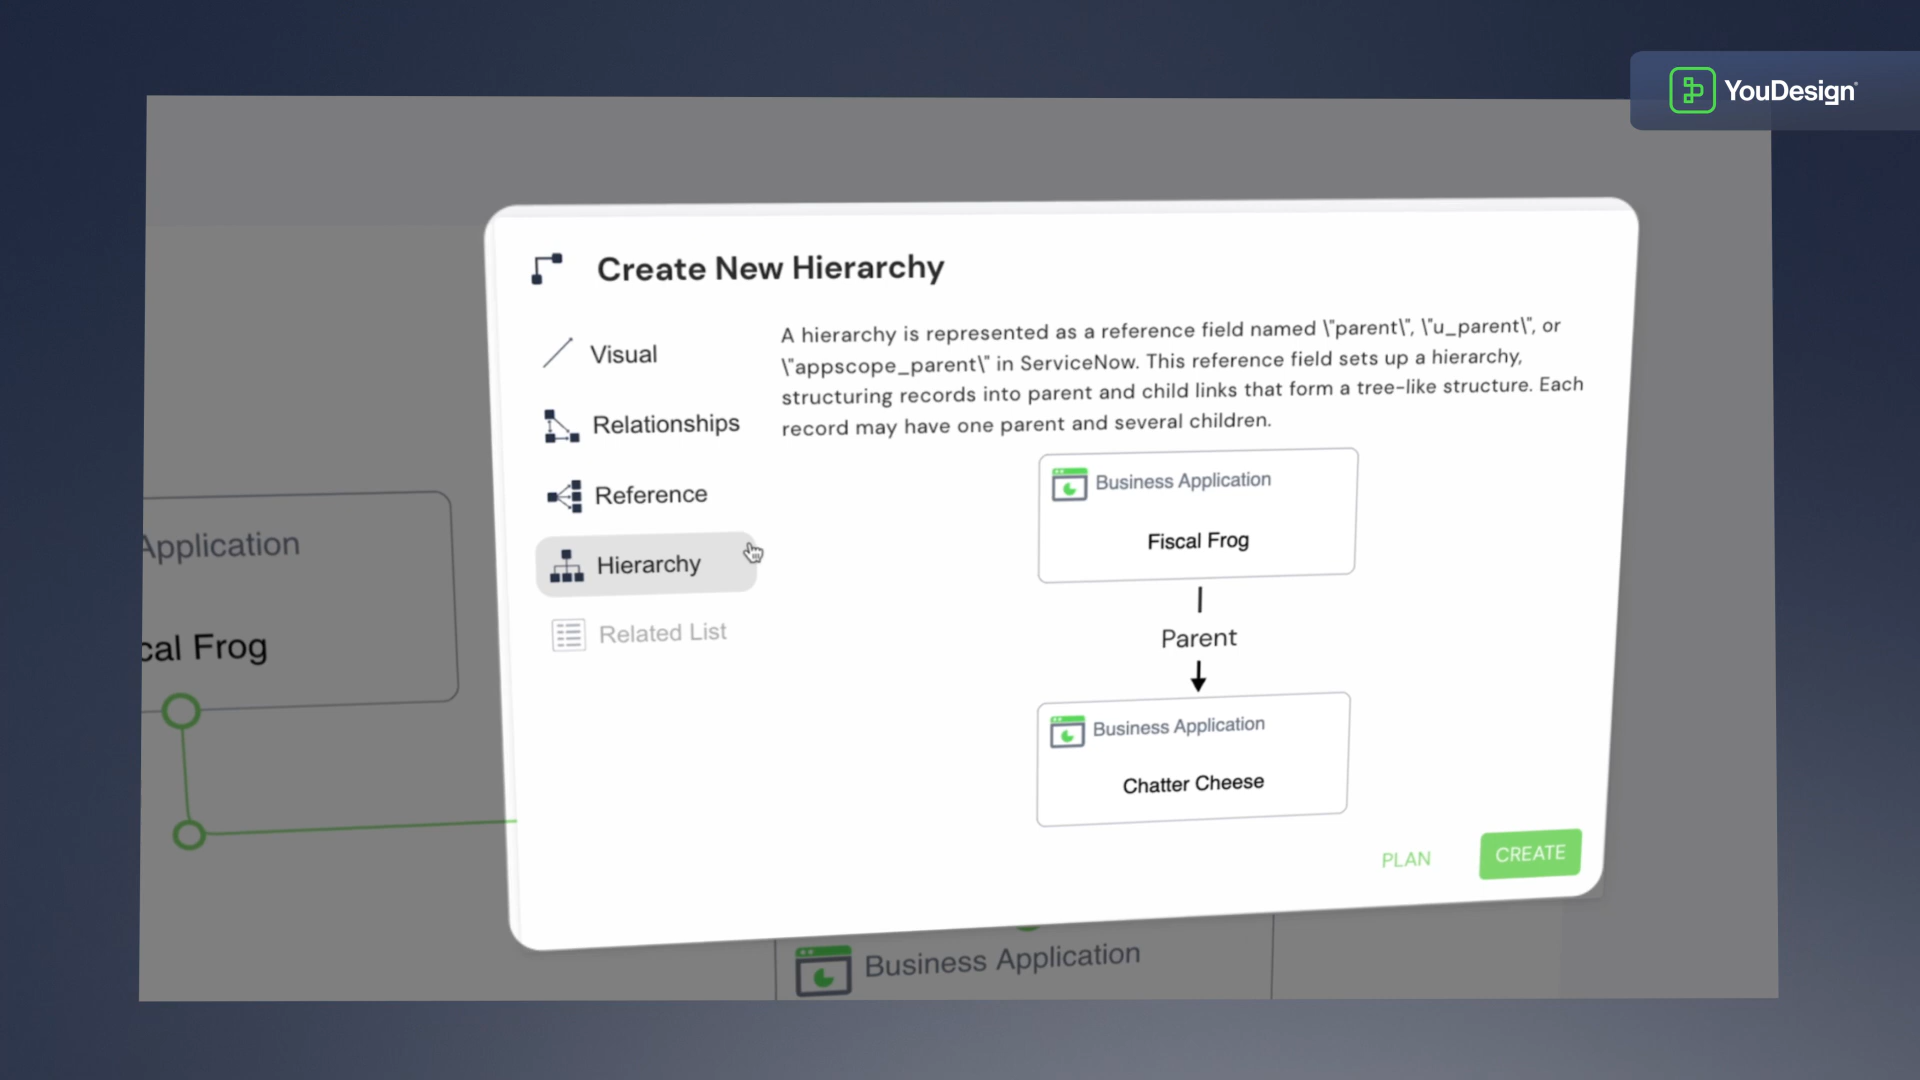 YouDesign
Create New Hierarchy
Visual
Relationships
Reference
Hierarchy
Related List
A hierarchy is represented as a reference field named \"parent\", \"u_parent\", or
\"appscope_parent\" in ServiceNow. This reference field sets up a hierarchy,
structuring records into parent and child links that form a tree-like structure. Each
record may have one parent and several children.
Business Application
Fiscal Frog
Parent
Business Application
Chatter Cheese
PLAN
CREATE
Application
cal Frog
Business Application